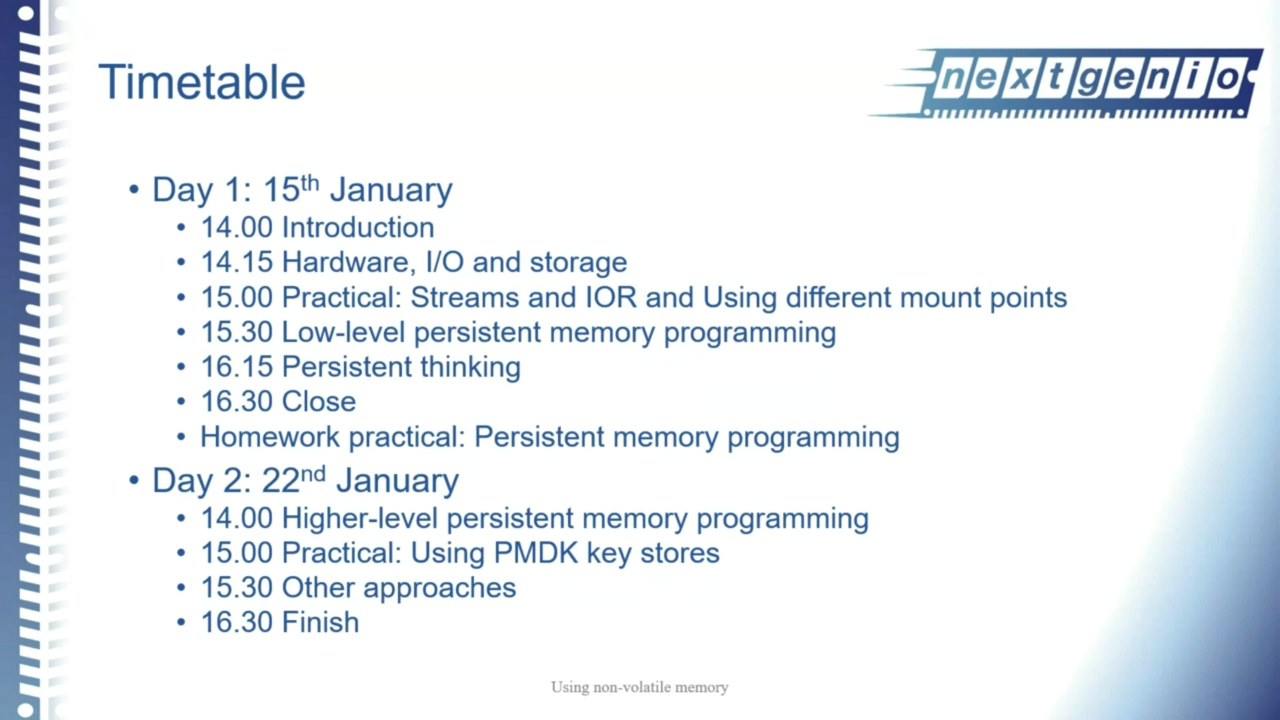 Timetable
nextgenio
• Day 1: 15th January
• 14.00 Introduction
• 14.15 Hardware, I/O and storage
• 15.00 Practical: Streams and IOR and Using different mount points
• 15.30 Low-level persistent memory programming
• 16.15 Persistent thinking
• 16.30 Close
• Homework practical: Persistent memory programming
• Day 2: 22nd January
• 14.00 Higher-level persistent memory programming
• 15.00 Practical: Using PMDK key stores
• 15.30 Other approaches
• 16.30 Finish
Using non-volatile memory